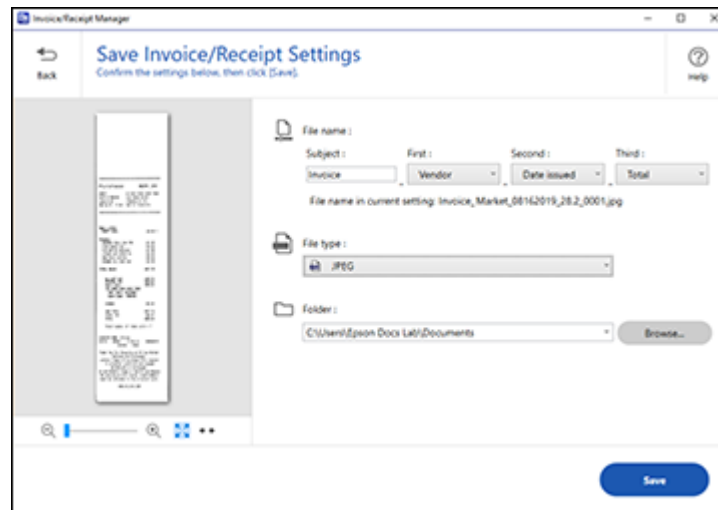 Invoice/Receipt Manager
Back
Save Invoice/Receipt Settings
Confirm the settings below, then click [Save].
Help
File name :
Subject : First : Second : Third :
Invoice _ Vendor _ Date issued _ Total
File name in current setting: Invoice_Market_08162019_28.2_0001.jpg
File type :
JPEG
Folder :
C:\Users\Epson Docs Lab\Documents Browse...
Save